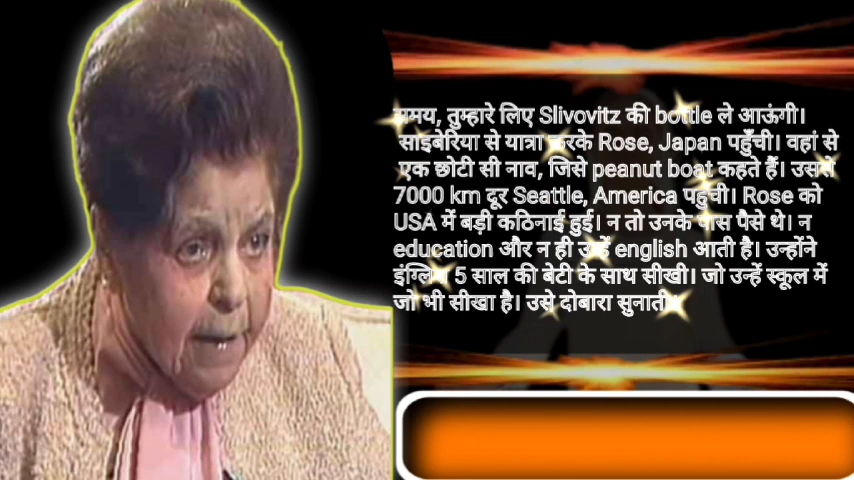 समय, तुम्हारे लिए Slivovitz की bottle ले आऊंगी।
साइबेरिया से यात्रा करके Rose, Japan पहुँची। वहां से
एक छोटी सी नाव, जिसे peanut boat कहते हैं। उससे
7000 km दूर Seattle, America पहुंची। Rose को
USA में बड़ी कठिनाई हुई। न तो उनके पास पैसे थे। न
education और न ही उन्हें english आती है। उन्होंने
इंग्लिश 5 साल की बेटी के साथ सीखी। जो उन्हें स्कूल में
जो भी सीखा है। उसे दोबारा सुनाती।